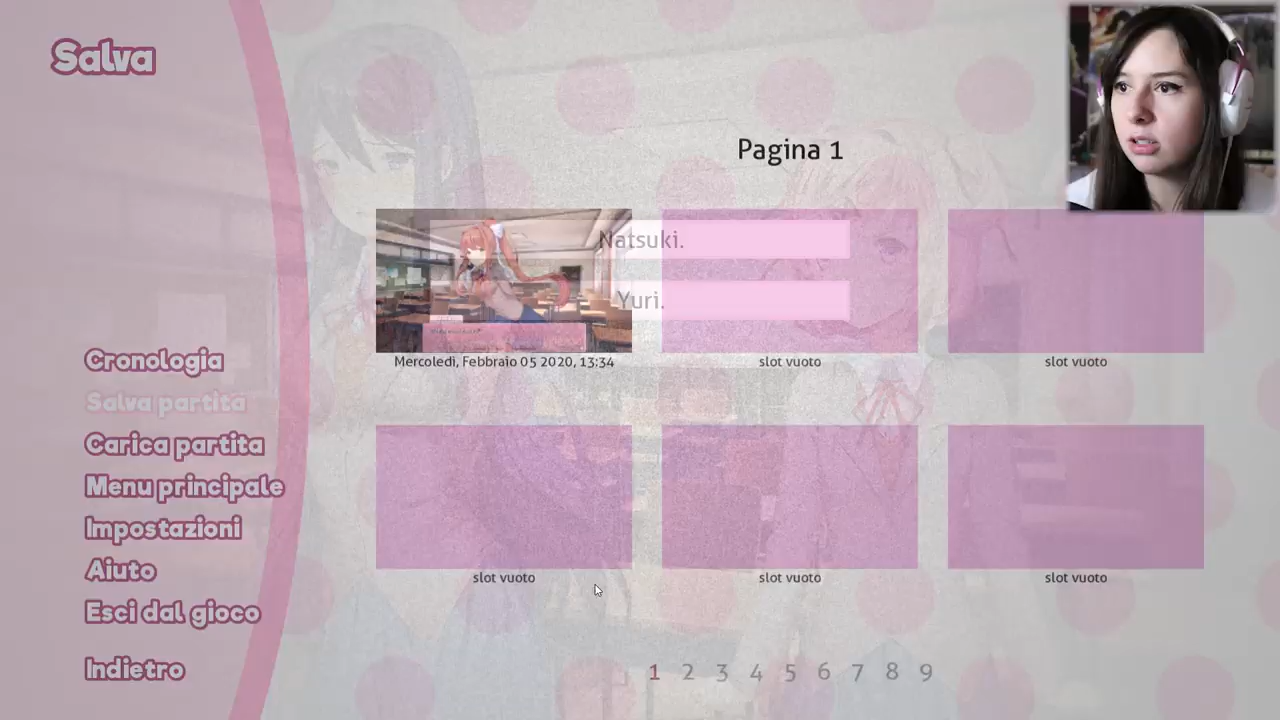 Salva
Pagina 1
Natsuki.
Yuri.
Mercoledì, Febbraio 05 2020, 13:34
slot vuoto
slot vuoto
Cronologia
Salva partita
Carica partita
Menu principale
Impostazioni
Aiuto
Esci dal gioco
Indietro
slot vuoto
slot vuoto
slot vuoto
1 2 3 4 5 6 7 8 9